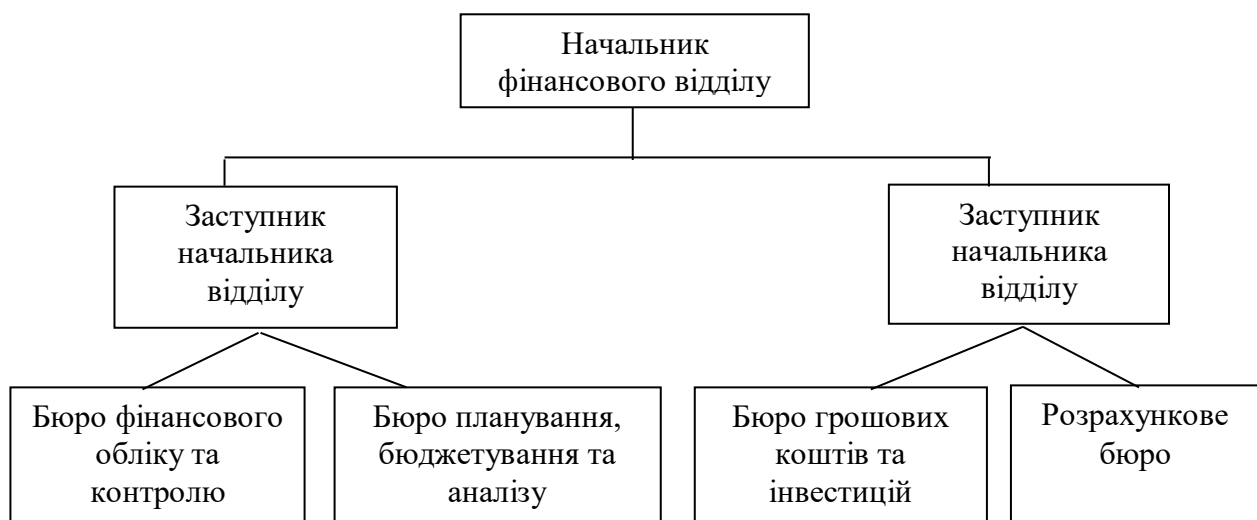 Начальник
фінансового відділу
Заступник
начальника
відділу
Заступник
начальника
відділу
Бюро фінансового
обліку та
контролю
Бюро планування,
бюджетування та
аналізу
Бюро грошових
коштів та
інвестицій
Розрахункове
бюро